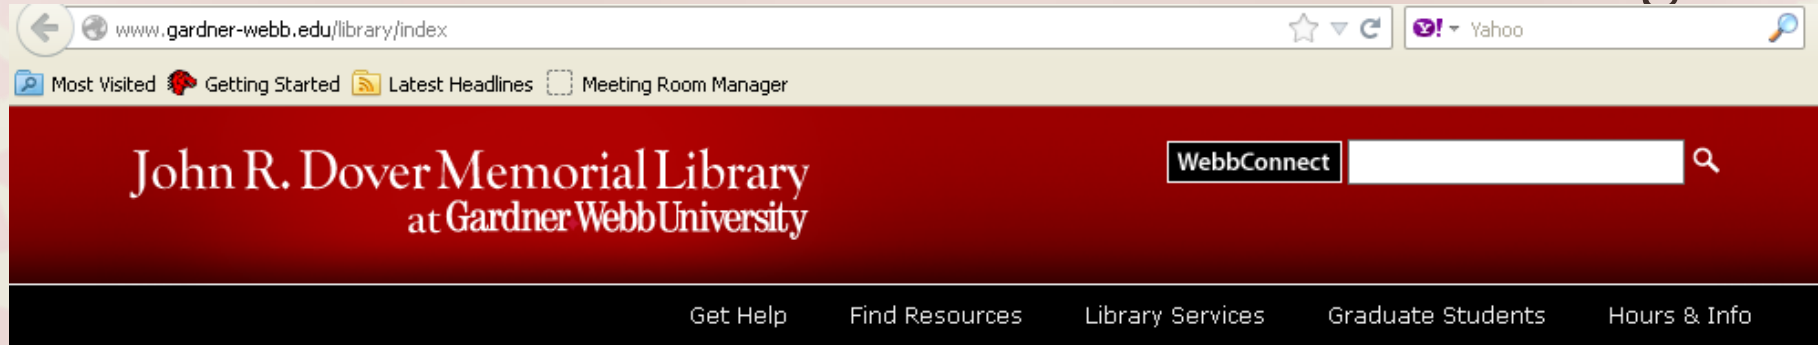 www.gardner-webb.edu/library/index
Y! Yahoo
Most Visited Getting Started Latest Headlines Meeting Room Manager
John R. Dover Memorial Library
at Gardner Webb University
WebbConnect
Get Help Find Resources Library Services Graduate Students Hours & Info